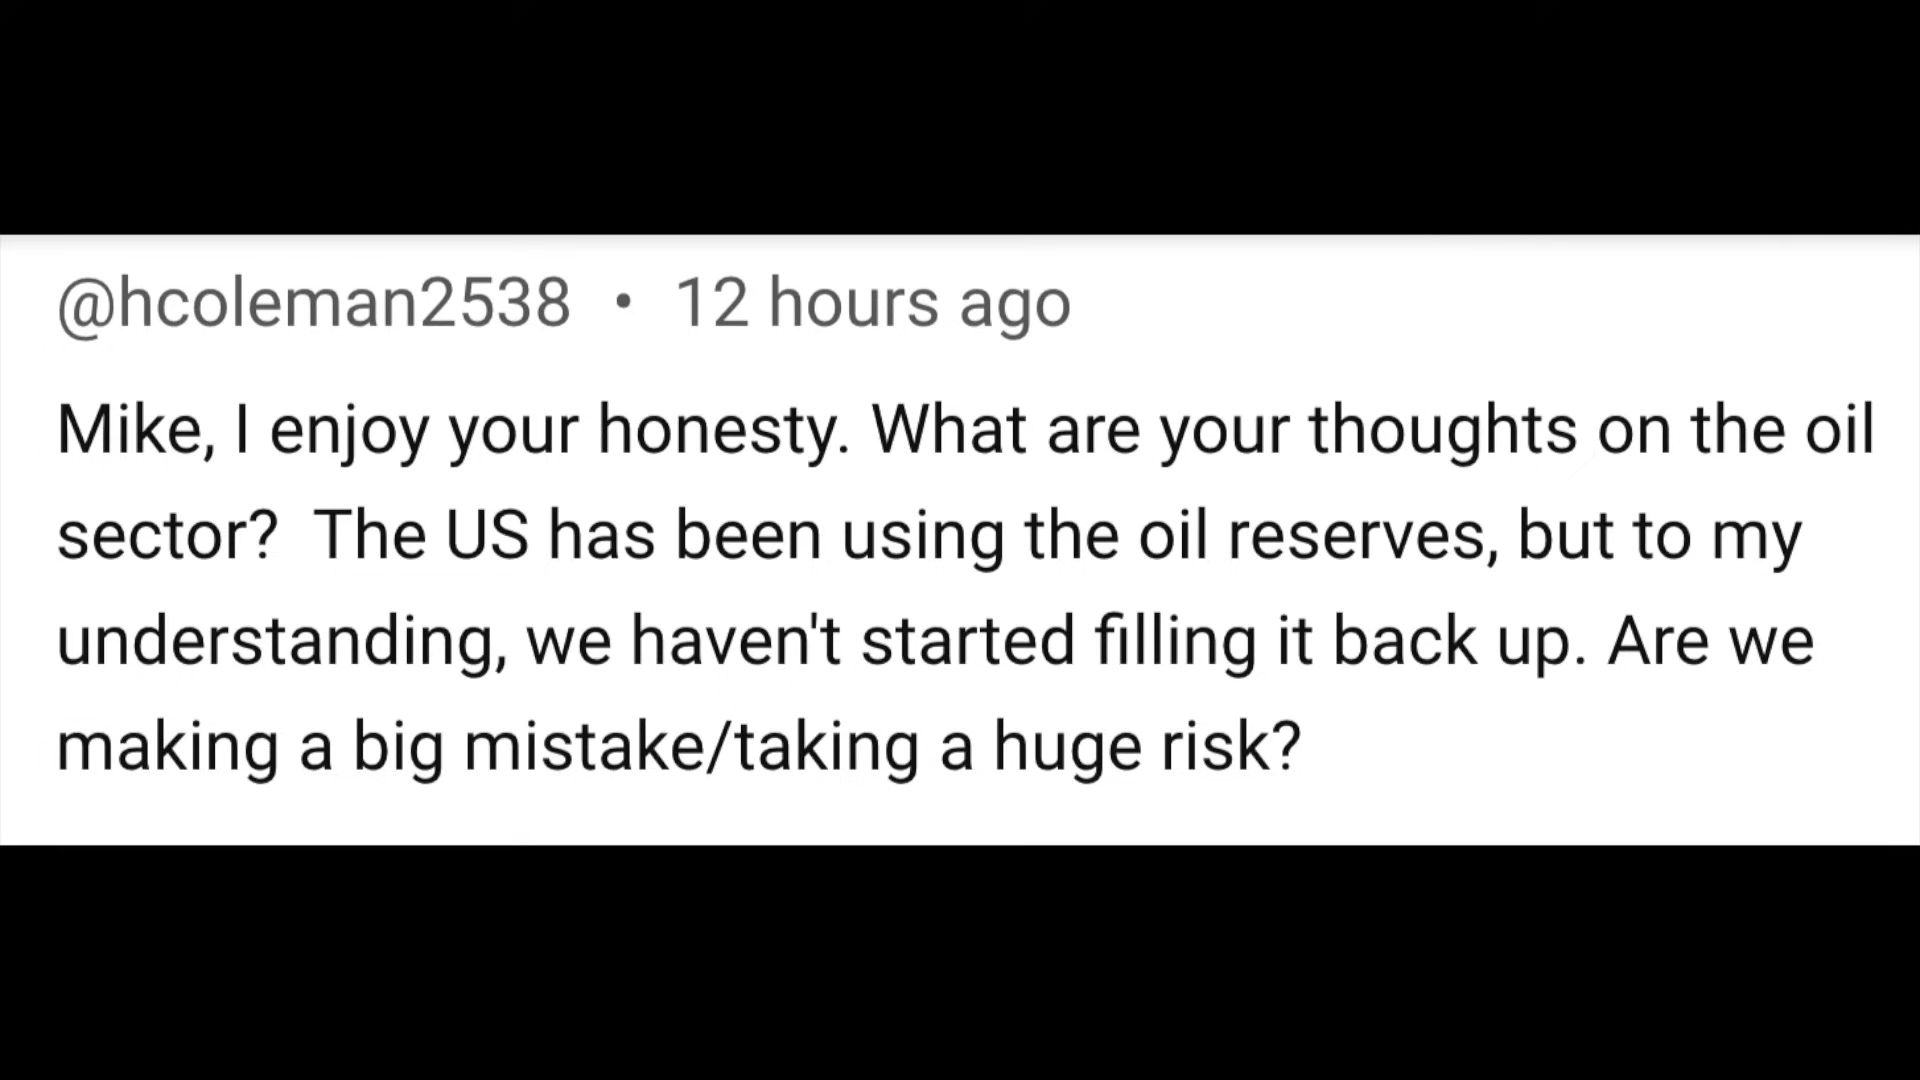 @hcoleman2538 • 12 hours ago
Mike, I enjoy your honesty. What are your thoughts on the oil
sector?  The US has been using the oil reserves, but to my
understanding, we haven't started filling it back up. Are we
making a big mistake/taking a huge risk?